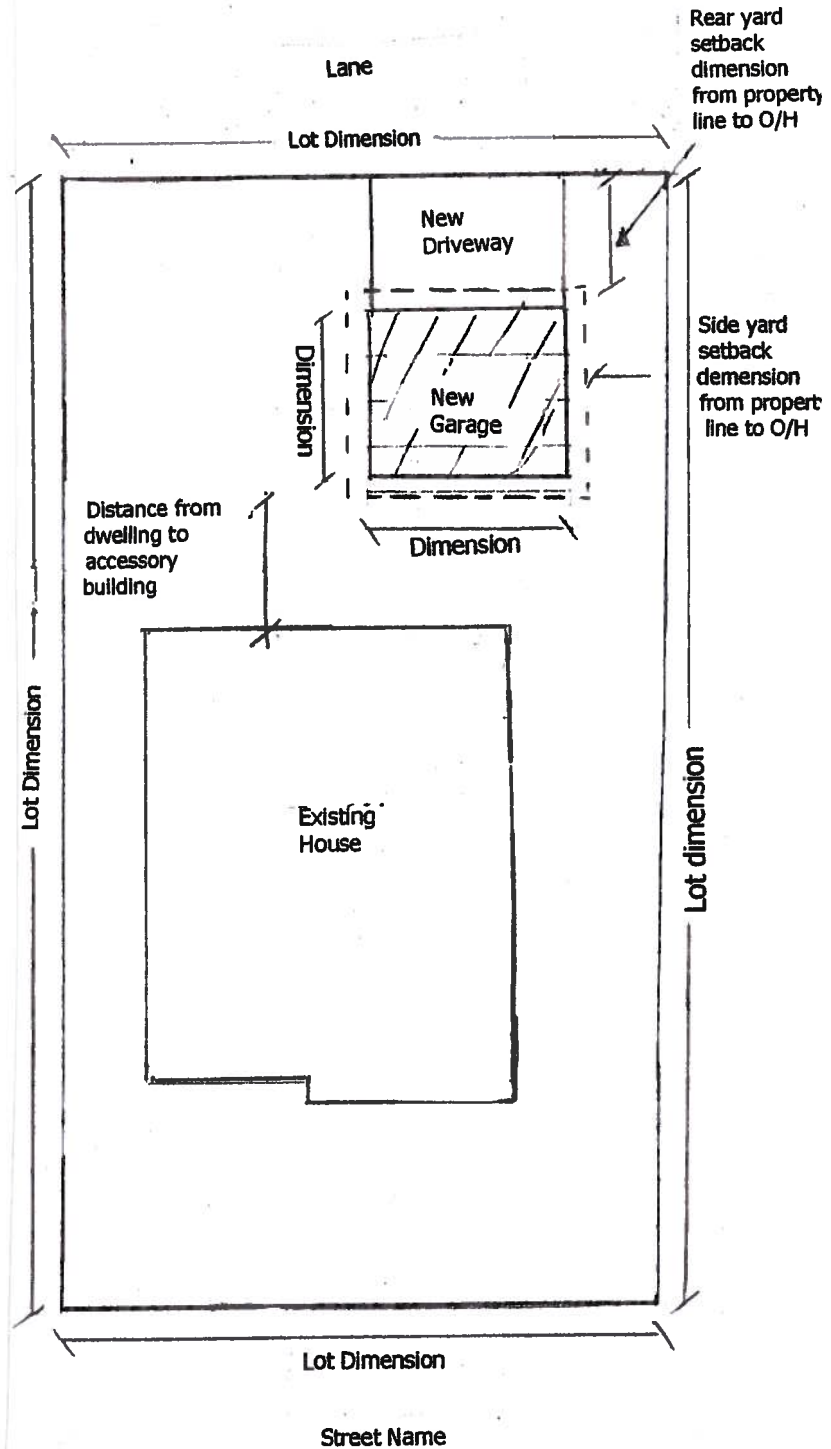 Rear yard
setback
dimension
from property
line to O/H
Lane
Lot Dimension
New
Driveway
Side yard
setback
demension
from propert
line to O/H
Dimension
New
Garage
Dimension
Distance from
dwelling to
accessory
building
Lot Dimension
Existing
House
Lot dimension
Lot Dimension
Street Name